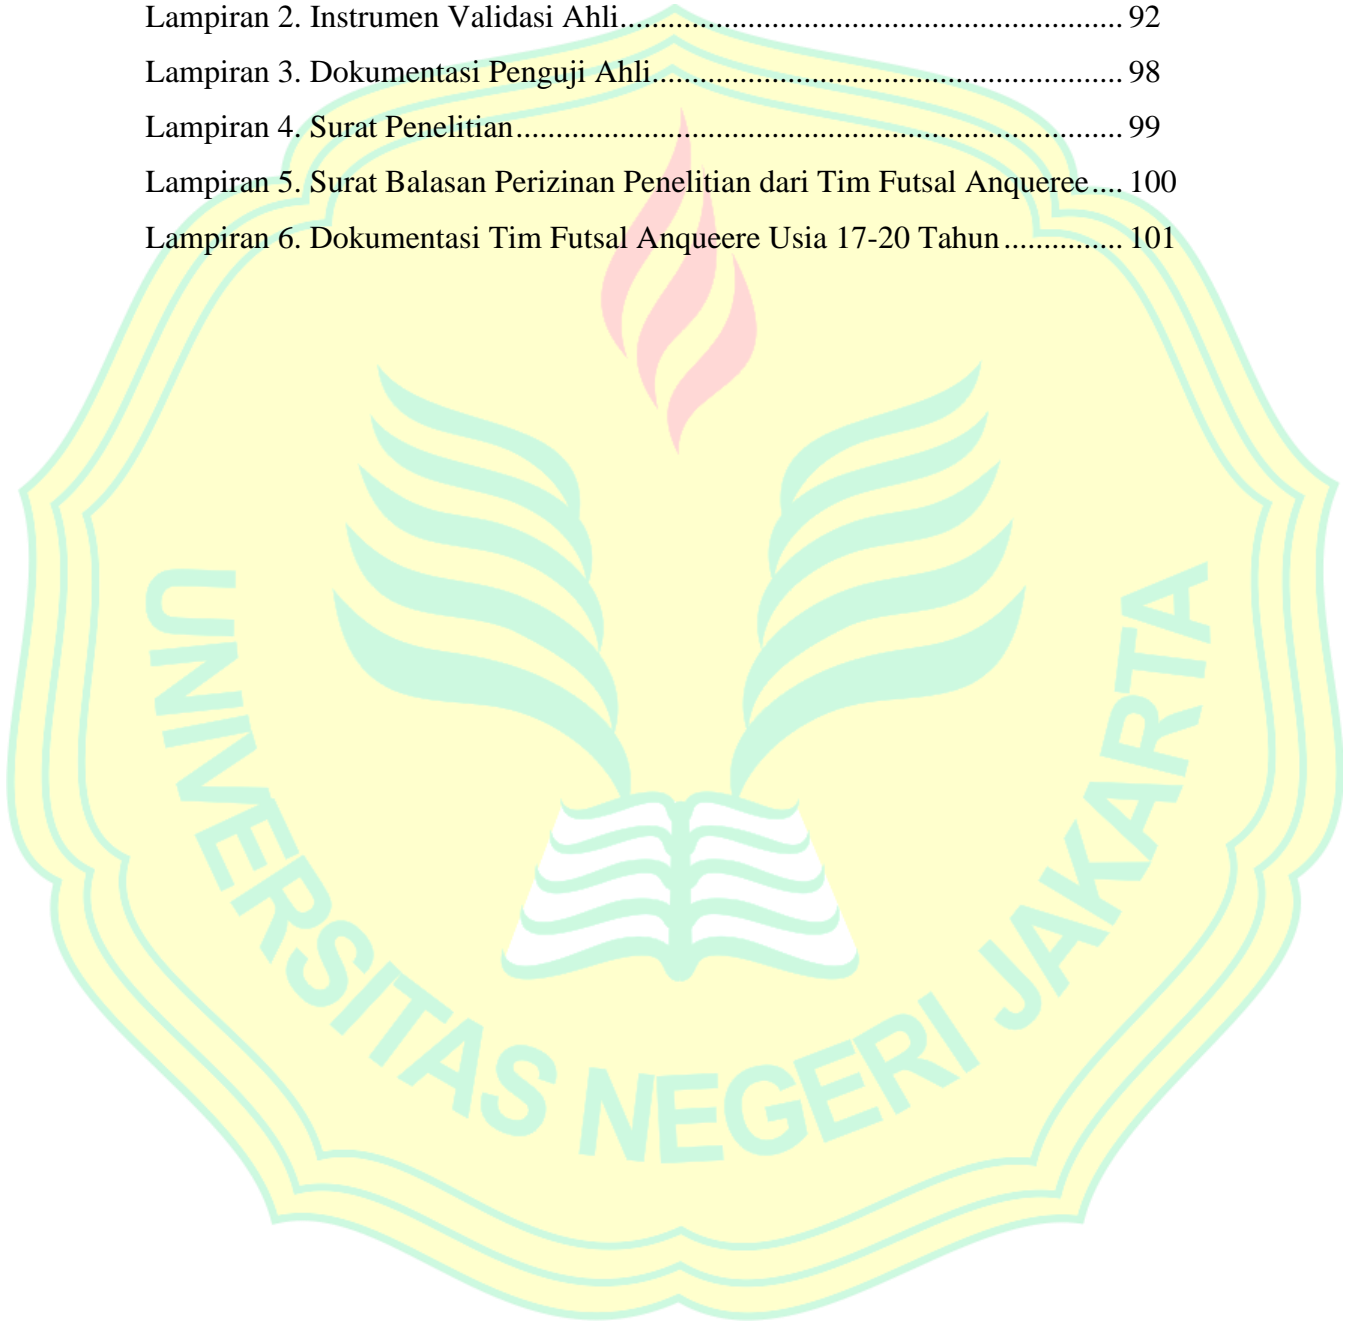 Lampiran 2. Instrumen Validasi Ahli.............................................................. 92
Lampiran 3. Dokumentasi Penguji Ahli.......................................................... 98
Lampiran 4. Surat Penelitian........................................................................... 99
Lampiran 5. Surat Balasan Perizinan Penelitian dari Tim Futsal Anqueree.... 100
Lampiran 6. Dokumentasi Tim Futsal Anqueere Usia 17-20 Tahun .............. 101
UNIVERSITAS NEGERI JAKARTA